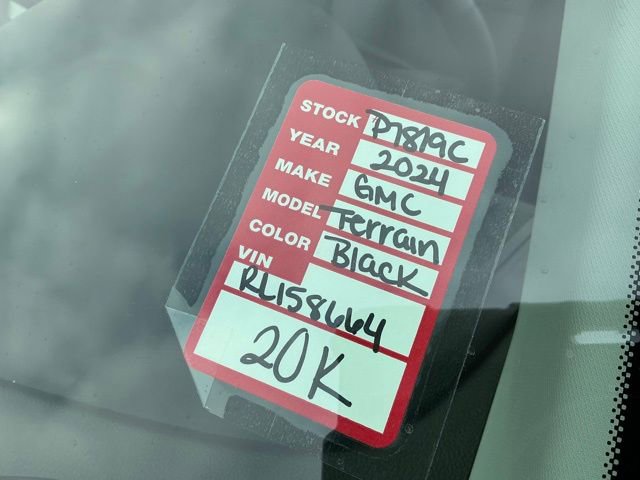 STOCK # P7819C
YEAR 2024
MAKE GMC
MODEL Terrain
COLOR Black
VIN
RL158664
20K